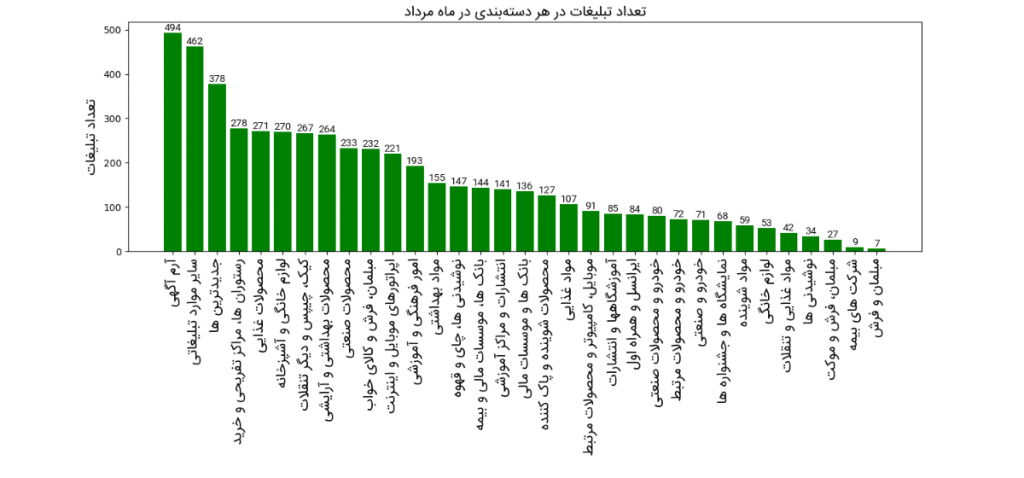 تعداد تبلیغات در هر دسته‌بندی در ماه مرداد
تعداد تبلیغات
500
400
300
200
100
0
494
462
378
278
271
270
267
264
233
232
221
193
155
147
144
141
136
127
107
91
85
84
80
72
71
68
59
53
42
34
27
9
7
آرم آگهی
سایر موارد تبلیغاتی
جدیدترین ها
رستوران ها، مراکز تفریحی و خرید
محصولات غذایی
لوازم خانگی و آشپزخانه
کیک، چیپس و دیگر تنقلات
محصولات بهداشتی و آرایشی
محصولات صنعتی
مبلمان، فرش و کالای خواب
اپراتورهای موبایل و اینترنت
امور فرهنگی و آموزشی
مواد بهداشتی
نوشیدنی ها، چای و قهوه
بانک ها، موسسات مالی و بیمه
انتشارات و مراکز آموزشی
بانک ها و موسسات مالی
محصولات شوینده و پاک کننده
مواد غذایی
موبایل، کامپیوتر و محصولات مرتبط
آموزشگاهها و انتشارات
ایرانسل و همراه اول
خودرو و محصولات صنعتی
خودرو و محصولات مرتبط
خودرو و صنعتی
نمایشگاه ها و جشنواره ها
مواد شوینده
لوازم خانگی
مواد غذایی و تنقلات
نوشیدنی ها
مبلمان، فرش و موکت
شرکت های بیمه
مبلمان و فرش